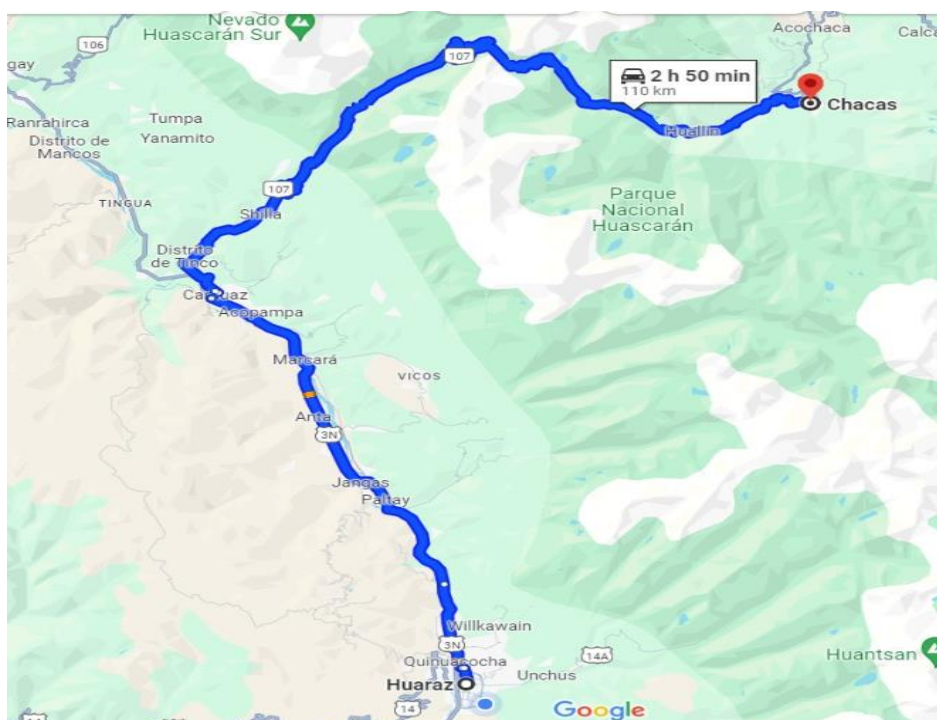 Nevado
Huascarán Sur
106
gay
107
Acochaca
Calca
2 h 50 min
110 km
Chacas
Ranrahirca
Distrito de
Mancos
Tumpa
Yanamito
Huallin
107
TINGUA
Shilla
Parque
Nacional
Huascarán
Distrito
de Tinco
Carhuaz
Acopampa
Marcará
VICOS
Anta
3N
Jangas
Paltay
Willkawain
3N
Quinuacocha
14A
Unchus
Huantsan
Huaraz
14
Google